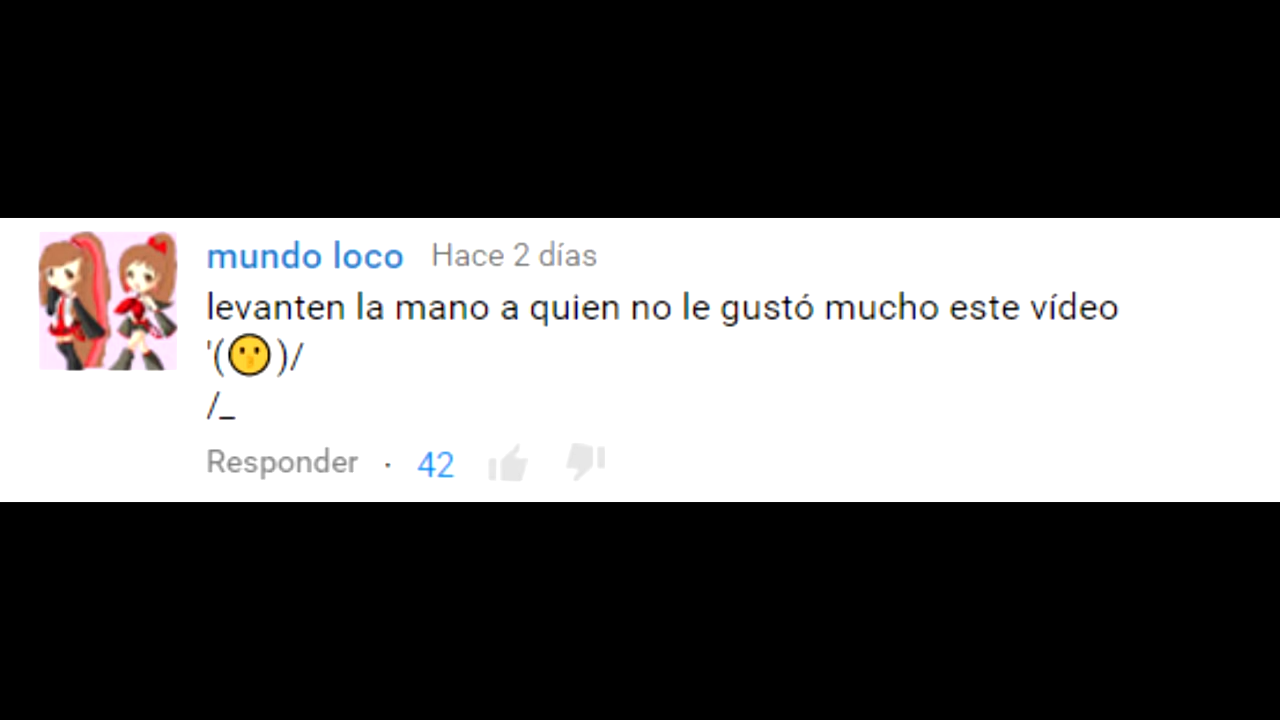 mundo loco Hace 2 días
levanten la mano a quien no le gustó mucho este vídeo
'(😗)/
/_
Responder · 42